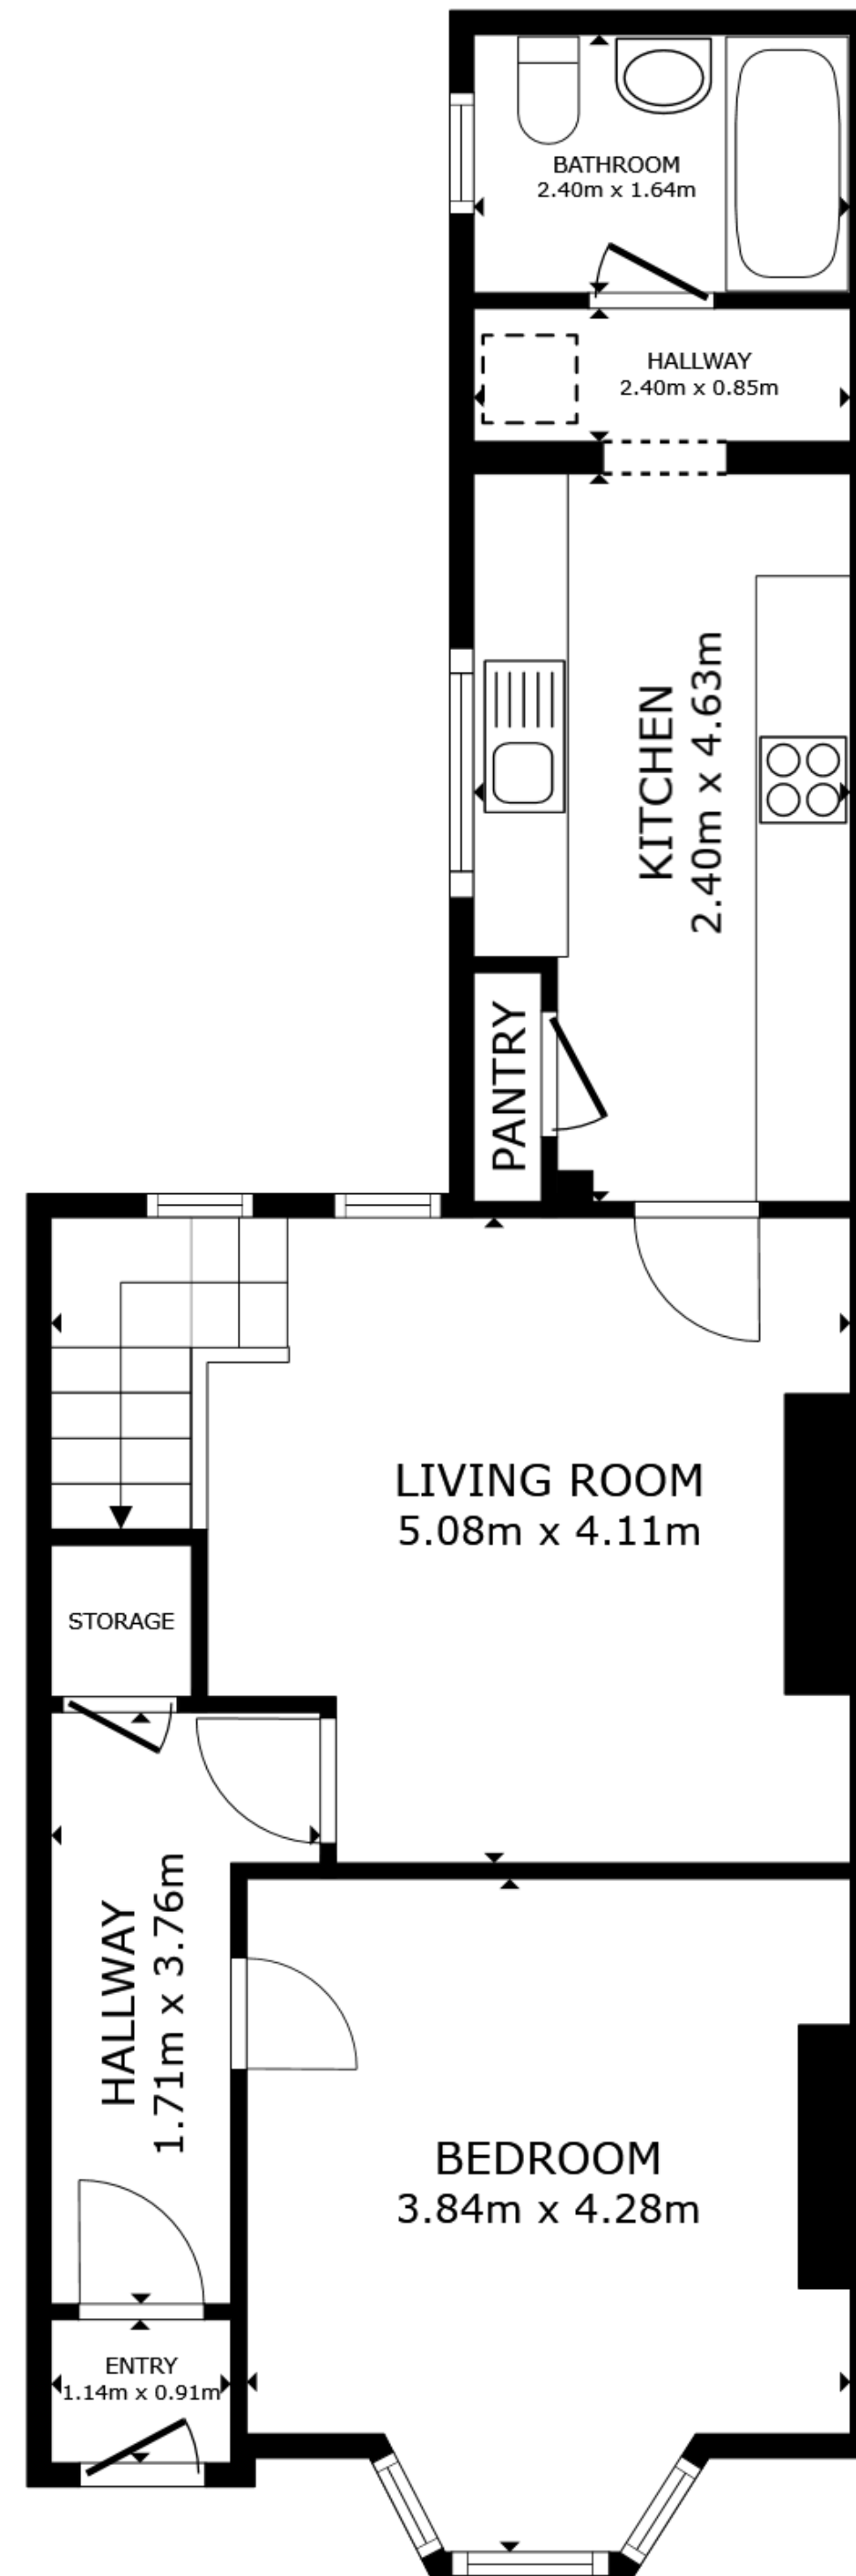 BATHROOM
2.40m x 1.64m
HALLWAY
2.40m x 0.85m
KITCHEN
2.40m x 4.63m
PANTRY
LIVING ROOM
5.08m x 4.11m
STORAGE
HALLWAY
1.71m x 3.76m
BEDROOM
3.84m x 4.28m
ENTRY
1.14m x 0.91m